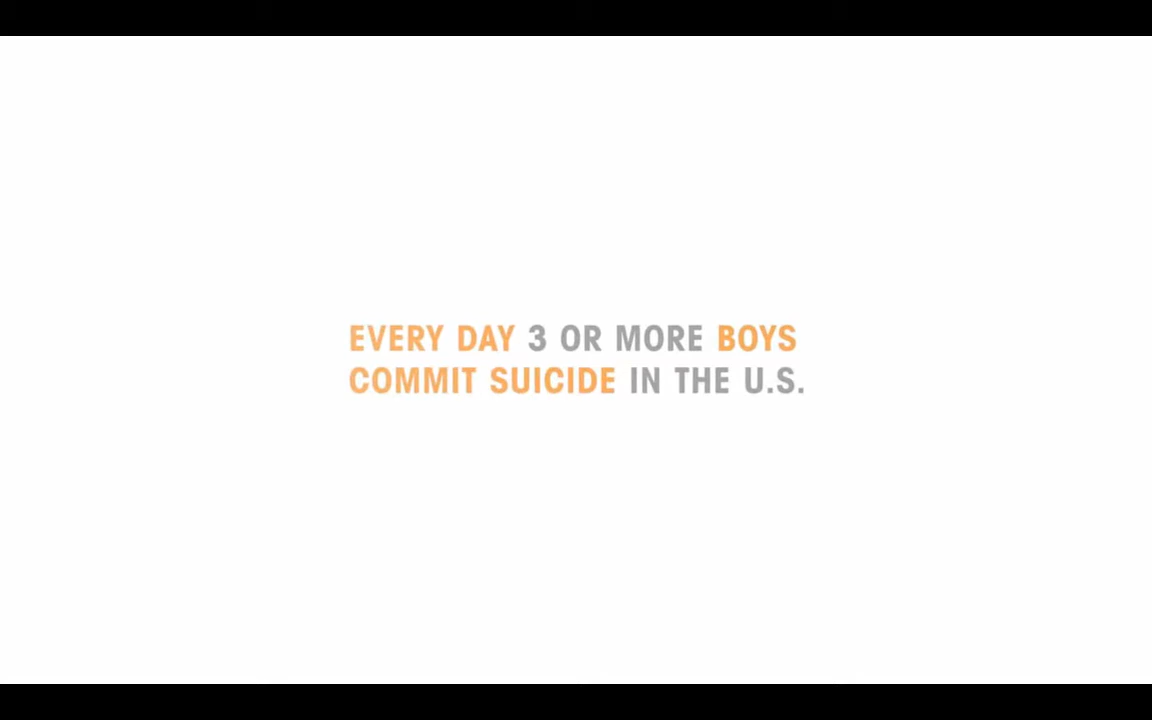 EVERY DAY 3 OR MORE BOYS
COMMIT SUICIDE IN THE U.S.